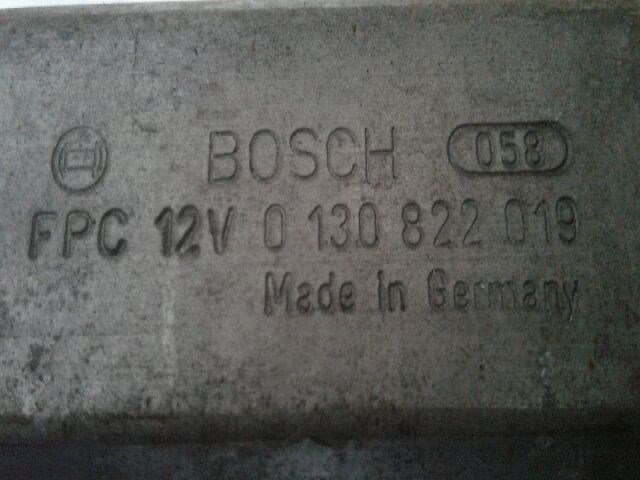 BOSCH 058
FPC 12V 0 130 822 019
Made in Germany